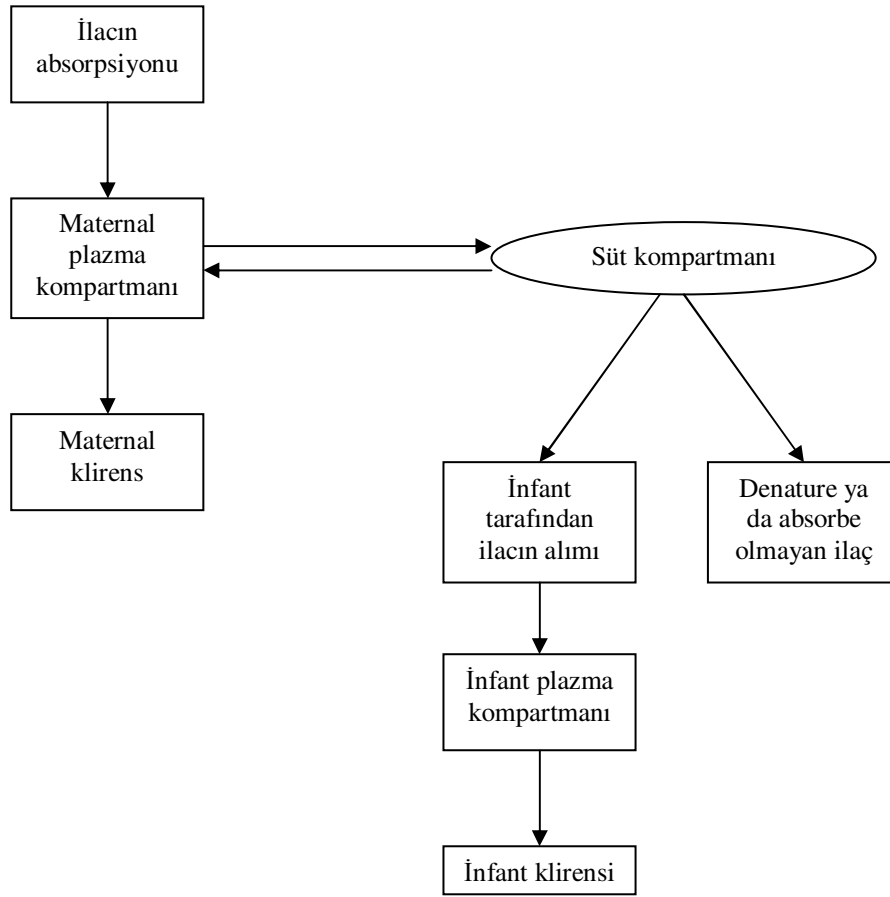 İlacın
absorpsiyonu
Maternal
plazma
kompartmanı
Süt kompartmanı
Maternal
klirens
İnfant
tarafından
ilacın alımı
Denature ya
da absorbe
olmayan ilaç
İnfant plazma
kompartmanı
İnfant klirensi